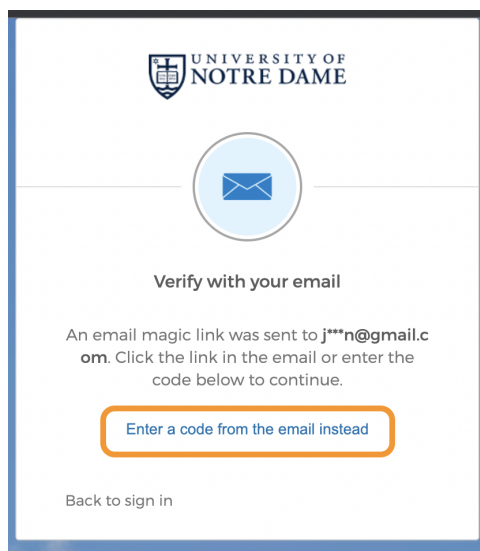 UNIVERSITY OF
NOTRE DAME
Verify with your email
An email magic link was sent to j***n@gmail.c
om. Click the link in the email or enter the
code below to continue.
Enter a code from the email instead
Back to sign in